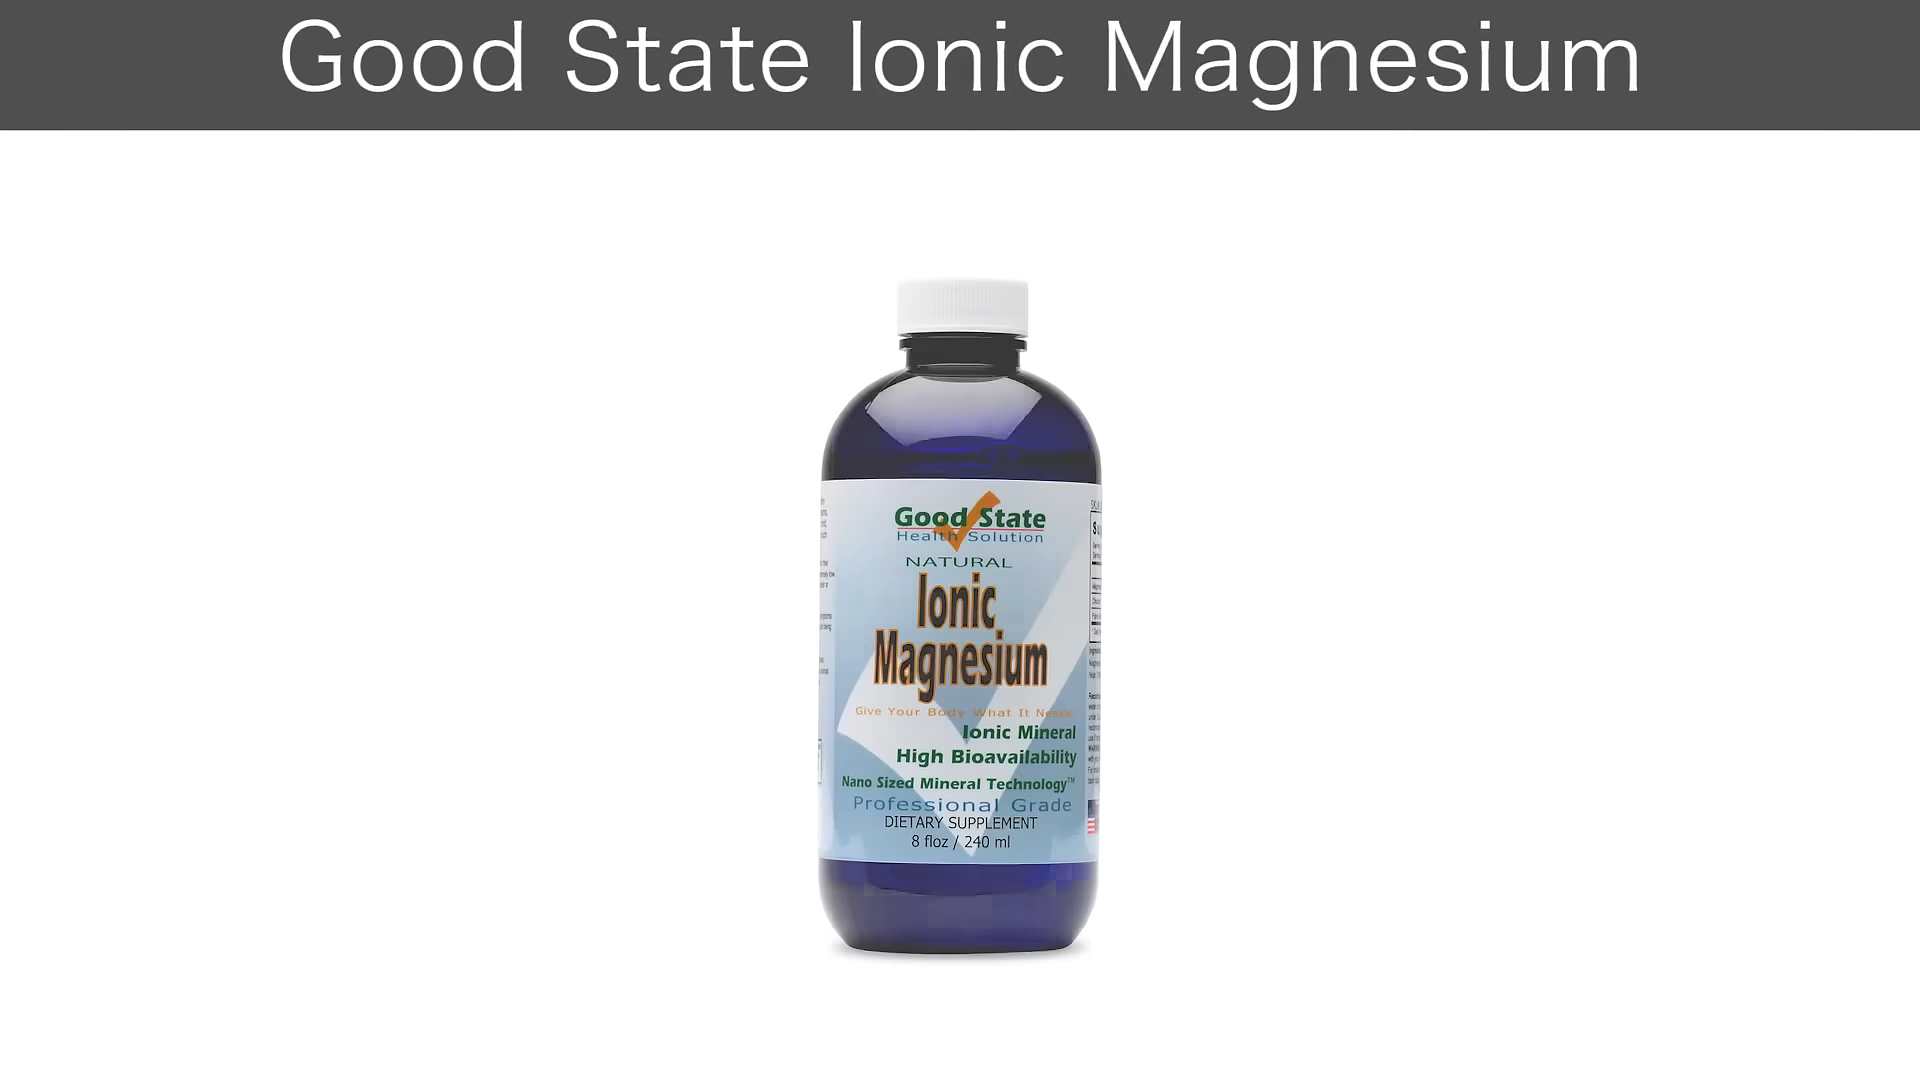 Good State Ionic Magnesium
Good State
Health Solution
NATURAL
Ionic
Magnesium
Give Your Body What It Needs
Ionic Mineral
High Bioavailability
Nano Sized Mineral Technology™
Professional Grade
DIETARY SUPPLEMENT
8 floz / 240 ml